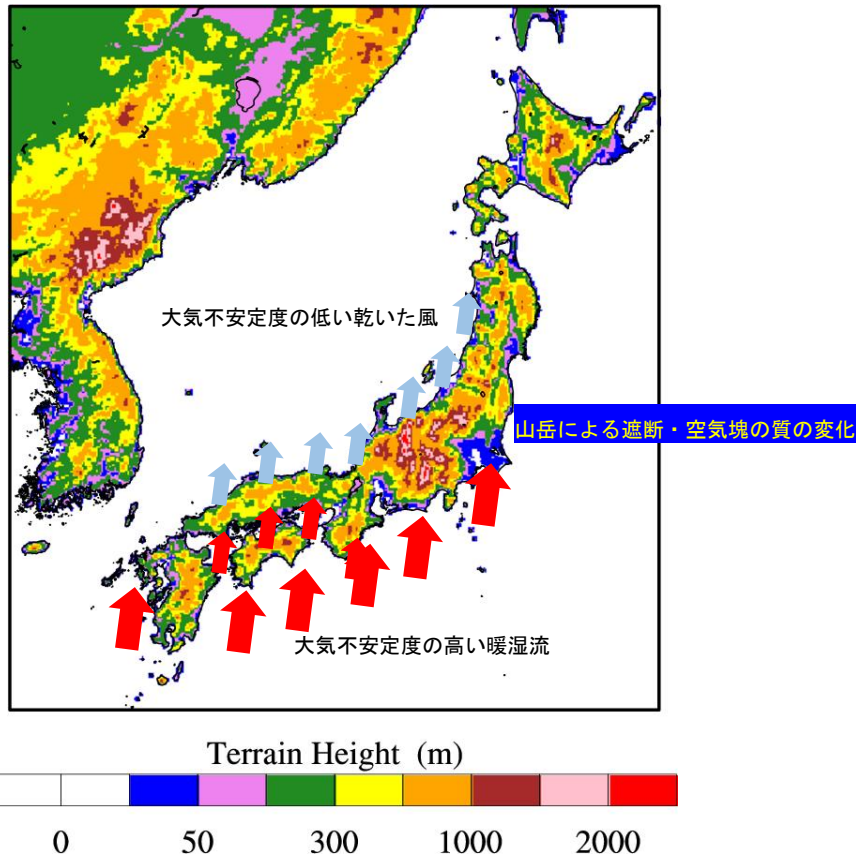 大気不安定度の低い乾いた風
山岳による遮断・空気塊の質の変化
大気不安定度の高い暖湿流
Terrain Height (m)
0 50 300 1000 2000